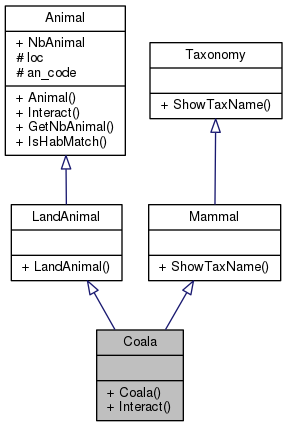 Animal
+ NbAnimal
# loc
# an_code
+ Animal()
+ Interact()
+ GetNbAnimal()
+ IsHabMatch()
Taxonomy
+ ShowTaxName()
LandAnimal
+ LandAnimal()
Mammal
+ ShowTaxName()
Coala
+ Coala()
+ Interact()